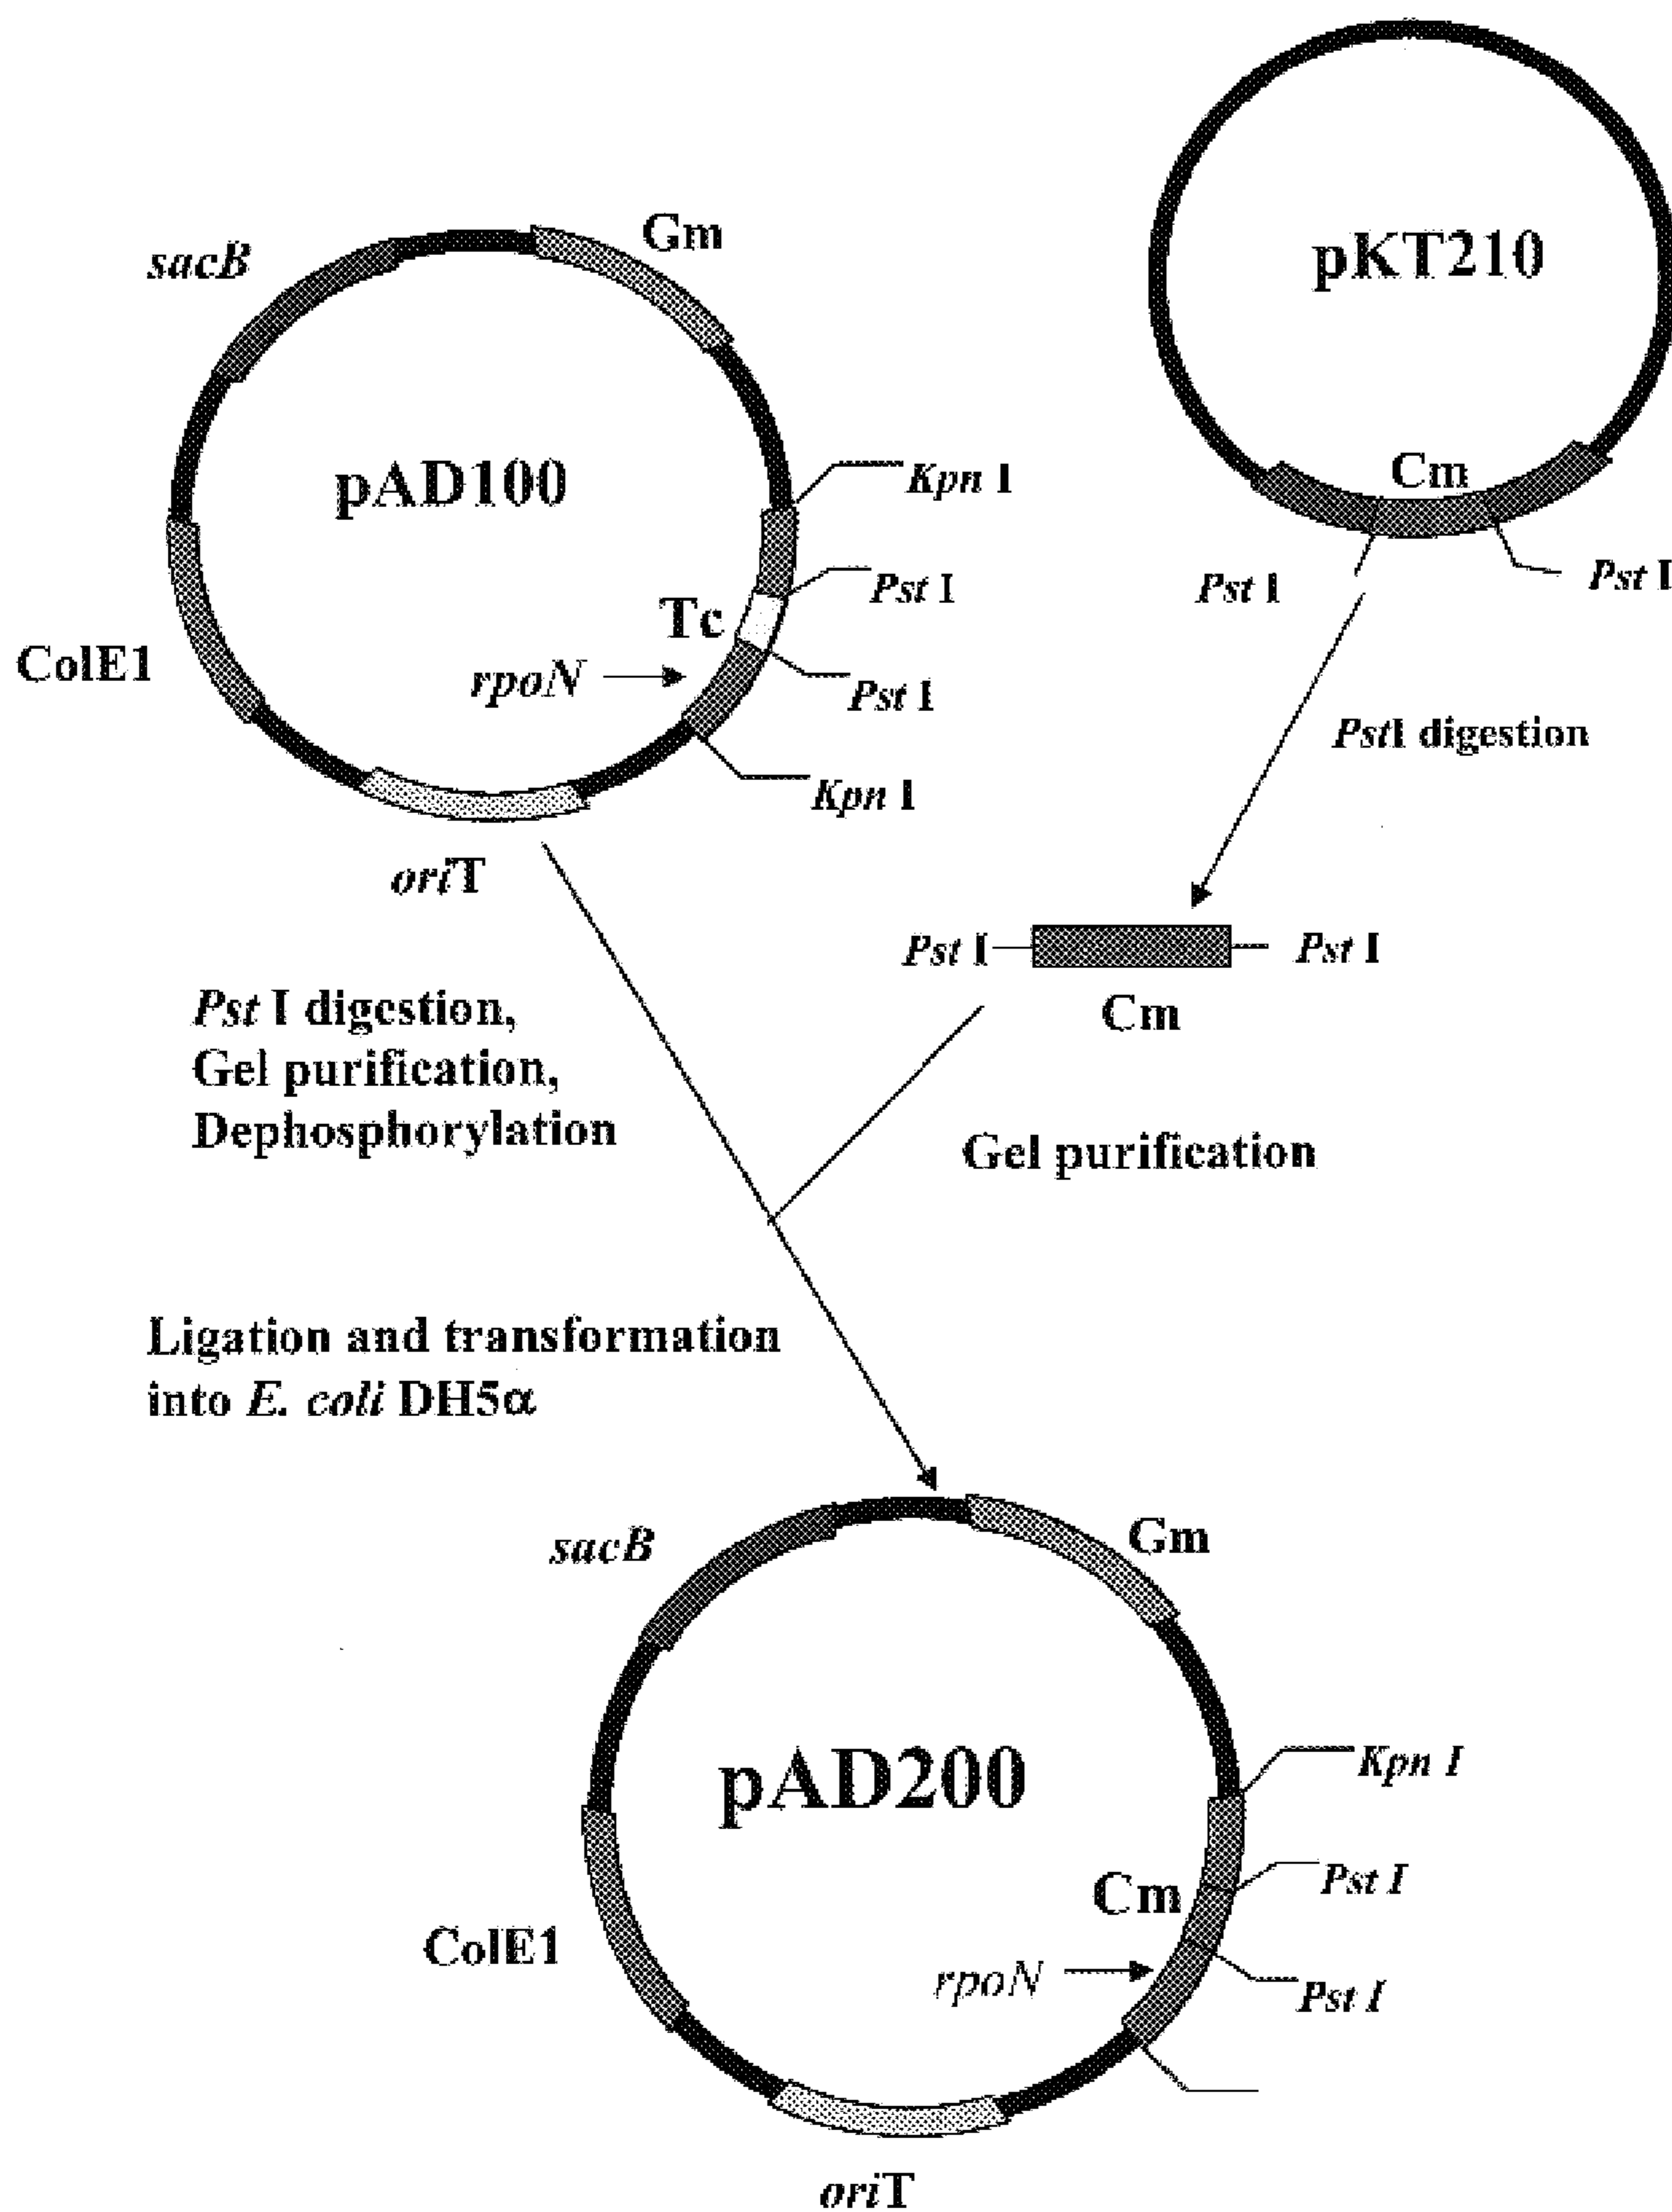 pKT210
Gm
sacB
pAD100
Kpn I
Cm
Pst I
Pst I
Pst I
Tc
ColE1
rpoN
Pst I
PstI digestion
Kpn I
oriT
Pst I
Pst I
Cm
Pst I digestion,
Gel purification,
Dephosphorylation
Gel purification
Ligation and transformation
into E. coli DH5α
sacB
Gm
pAD200
Kpn I
Pst I
Cm
ColE1
rpoN
Pst I
oriT